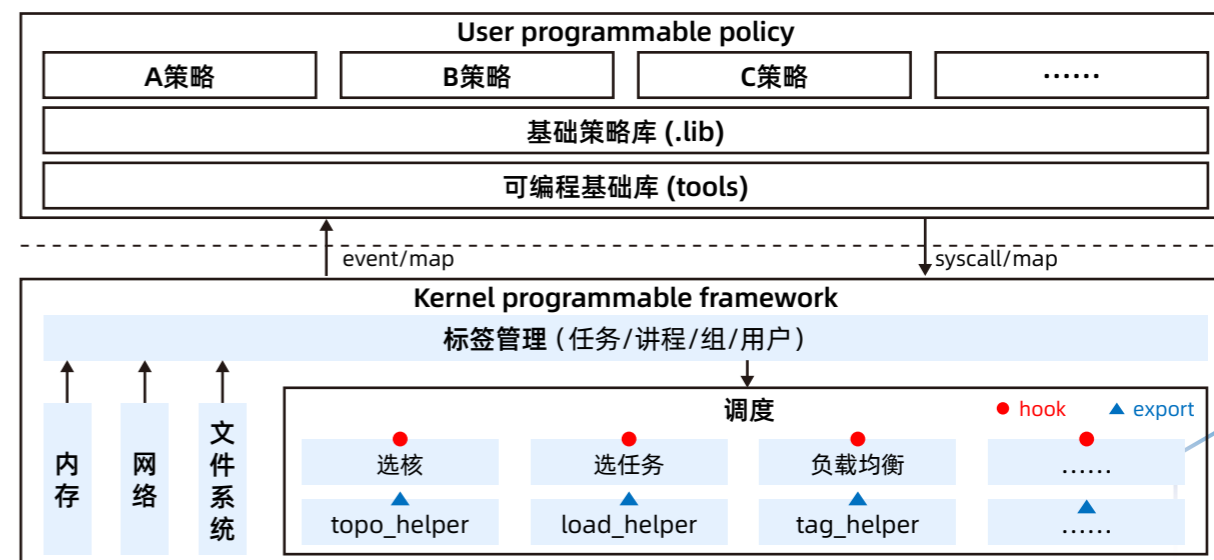 User programmable policy
A策略 B策略 C策略 ……
基础策略库 (.lib)
可编程基础库 (tools)
event/map syscall/map
Kernel programmable framework
标签管理 (任务/讲程/组/用户)
内存
网络
文件系统
调度
hook export
选核 选任务 负载均衡 ……
topo_helper load_helper tag_helper ……